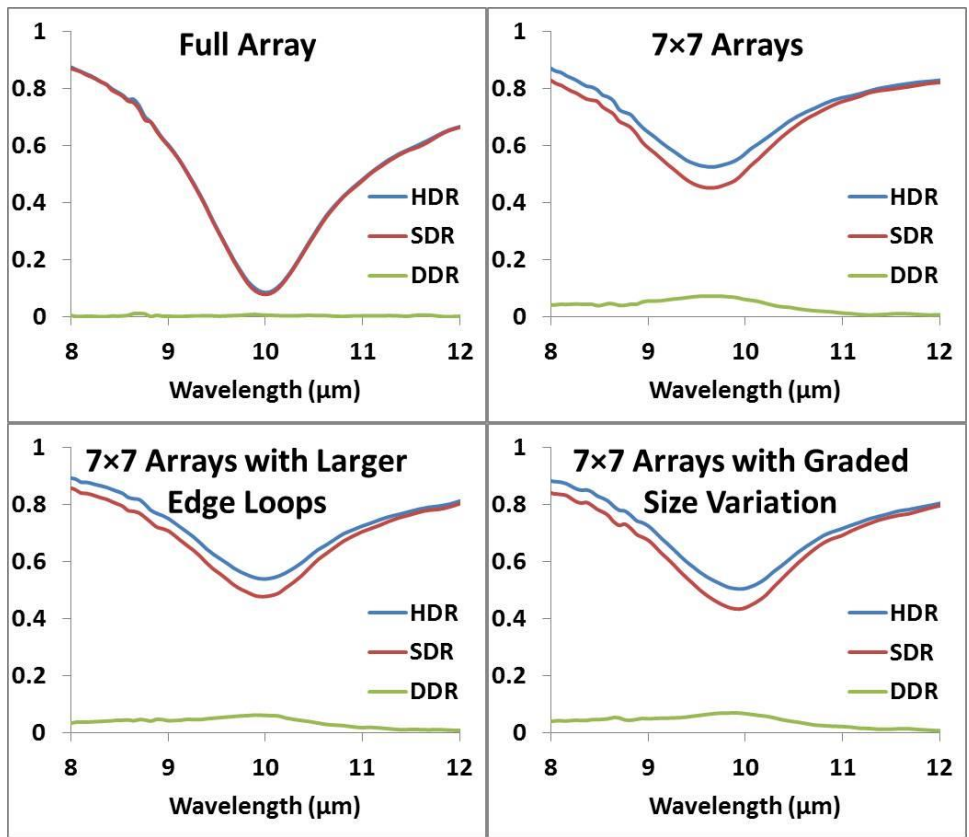 Full Array
1
0.8
0.6
0.4
0.2
0
HDR
SDR
DDR
8 9 10 11 12
Wavelength (µm)
7×7 Arrays
1
0.8
0.6
0.4
0.2
0
HDR
SDR
DDR
8 9 10 11 12
Wavelength (µm)
7×7 Arrays with Larger
Edge Loops
1
0.8
0.6
0.4
0.2
0
HDR
SDR
DDR
8 9 10 11 12
Wavelength (µm)
7×7 Arrays with Graded
Size Variation
1
0.8
0.6
0.4
0.2
0
HDR
SDR
DDR
8 9 10 11 12
Wavelength (µm)